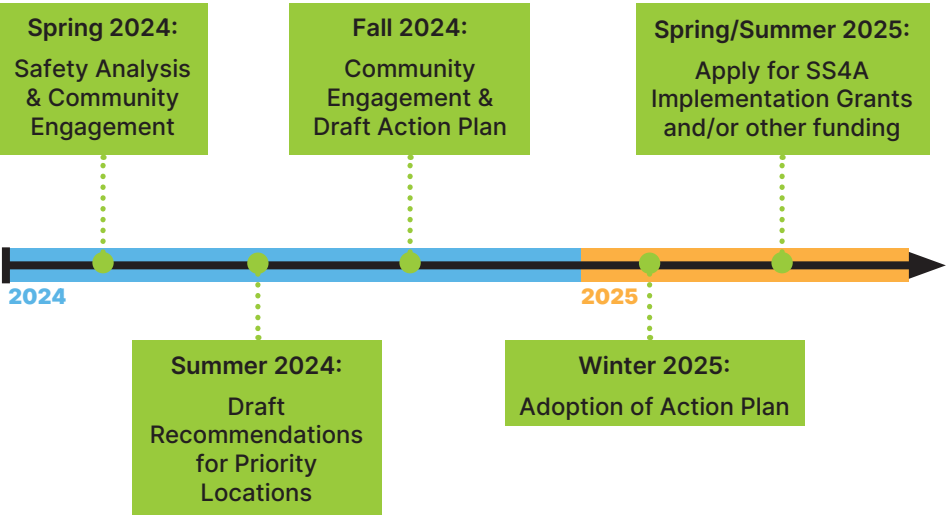 Spring 2024:
Safety Analysis
& Community
Engagement
Fall 2024:
Community
Engagement &
Draft Action Plan
Spring/Summer 2025:
Apply for SS4A
Implementation Grants
and/or other funding
2024
2025
Summer 2024:
Draft
Recommendations
for Priority
Locations
Winter 2025:
Adoption of Action Plan